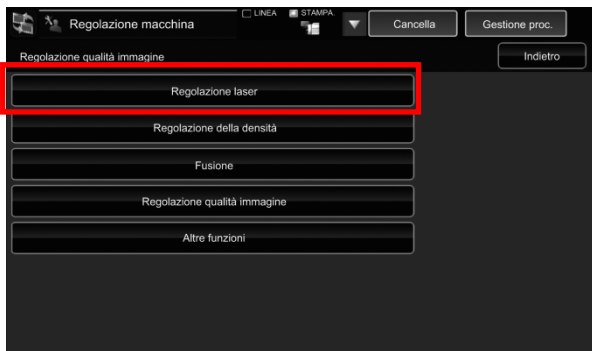 Regolazione macchina
LINEA
STAMPA.
Cancella
Gestione proc.
Regolazione qualità immagine
Indietro
Regolazione laser
Regolazione della densità
Fusione
Regolazione qualità immagine
Altre funzioni